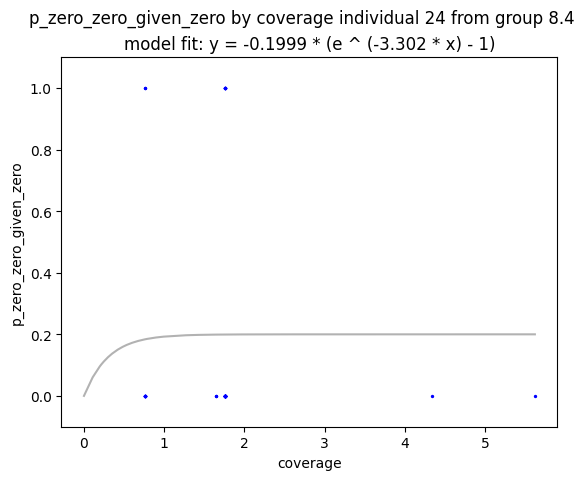 p_zero_zero_given_zero by coverage individual 24 from group 8.4
model fit: y = -0.1999 * (e ^ (-3.302 * x) - 1)
1.0
0.8
0.6
0.4
0.2
0.0
p_zero_zero_given_zero
0 1 2 3 4 5
coverage